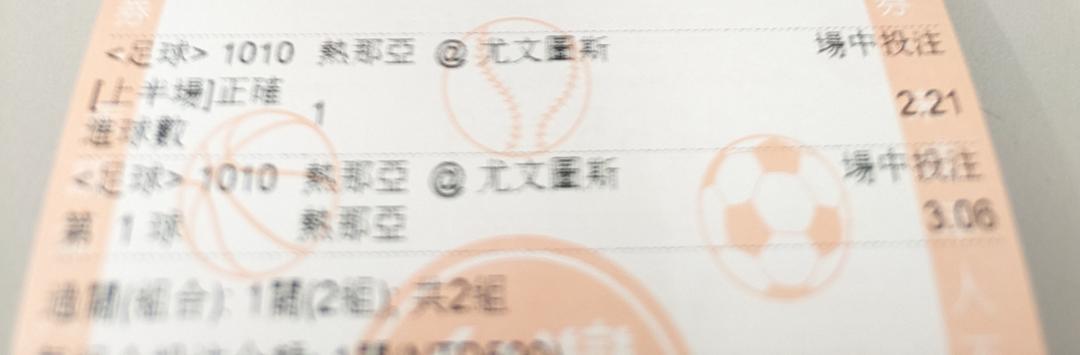 券 券
<足球> 1010 熱那亞 @ 尤文圖斯 場中投注
[上半場]正確
進球數 1 2.21
<足球> 1010 熱那亞 @ 尤文圖斯 場中投注
第 1 球 熱那亞 3.06
過關(組合): 1關(2組); 共2組